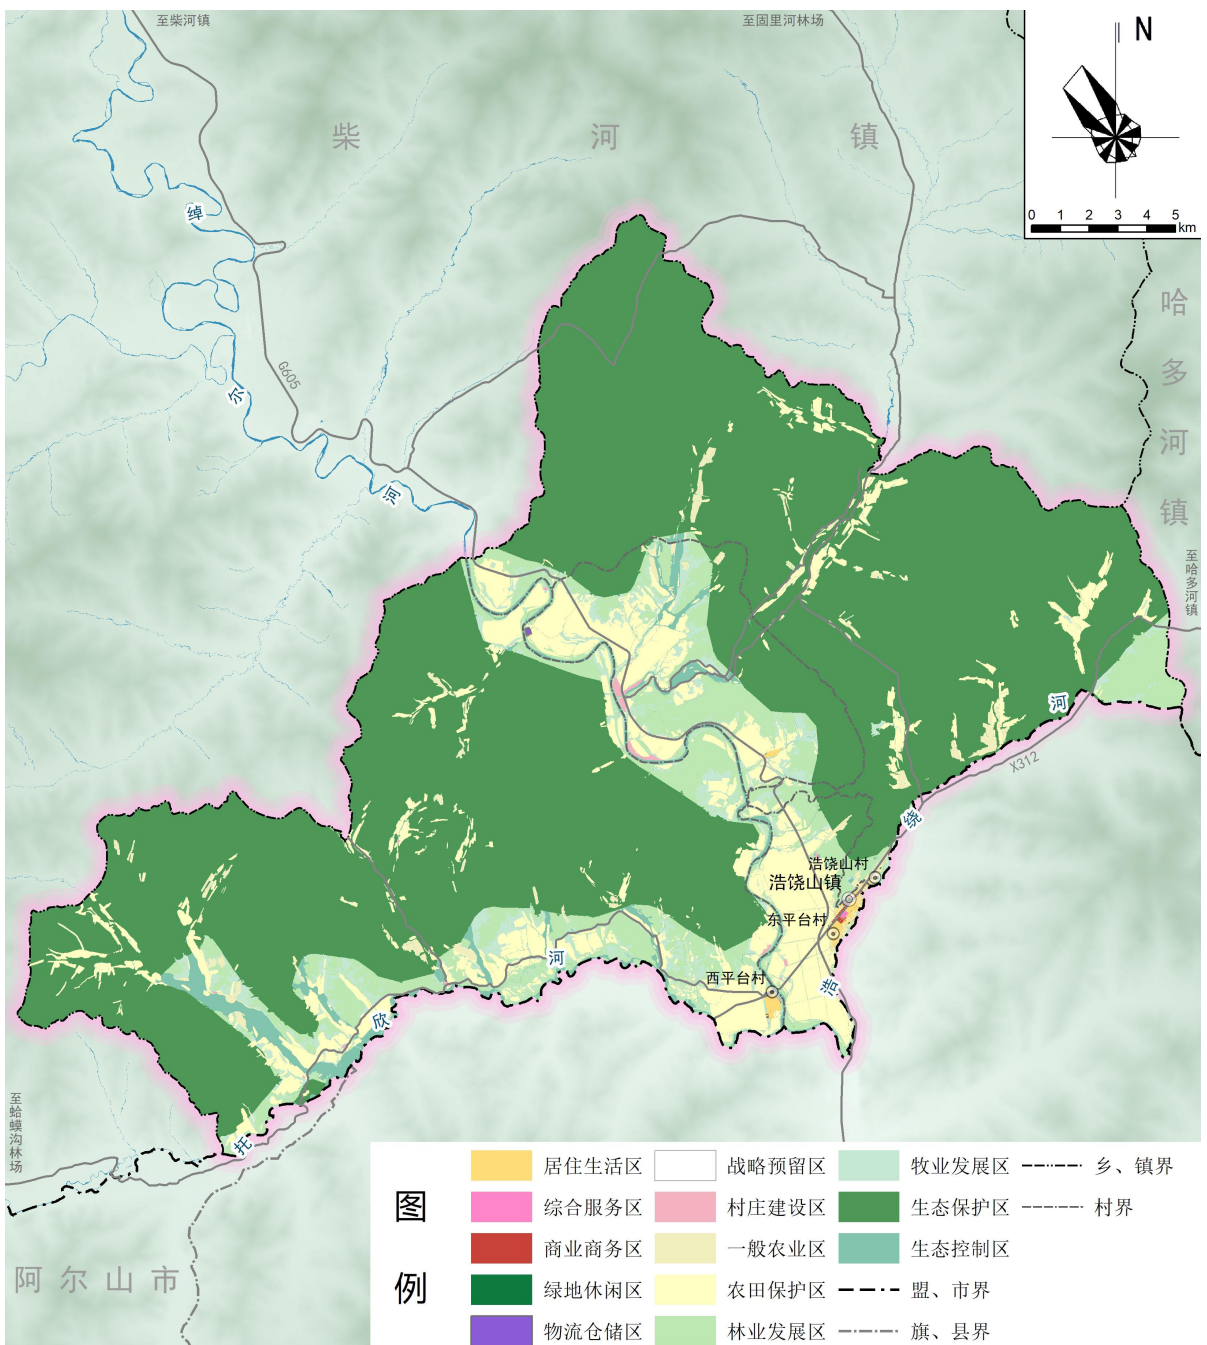 至柴河镇
至固里河林场
N
0 1 2 3 4 5
km
柴河镇
绰尔河
哈多河镇
G605
至哈多河镇
河
X312
绕
浩饶山村
浩饶山镇
东平台村
西平台村
浩
河
欣
托
至蛤蟆沟林场
阿尔山市
图例
居住生活区
战略预留区
牧业发展区
乡、镇界
综合服务区
村庄建设区
生态保护区
村界
商业商务区
一般农业区
生态控制区
绿地休闲区
农田保护区
盟、市界
物流仓储区
林业发展区
旗、县界